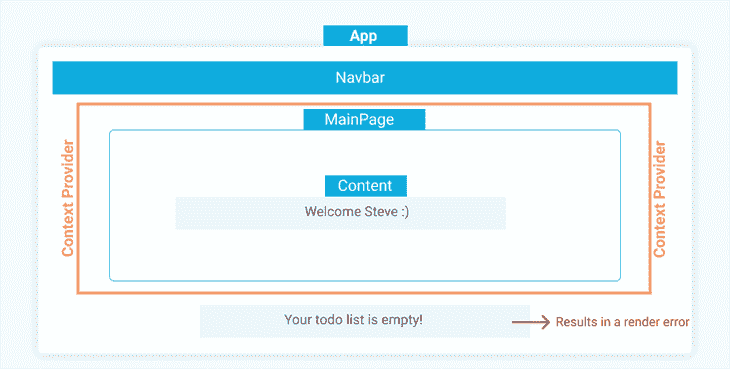 App
Navbar
MainPage
Context Provider
Context Provider
Content
Welcome Steve :)
Your todo list is empty!
Results in a render error